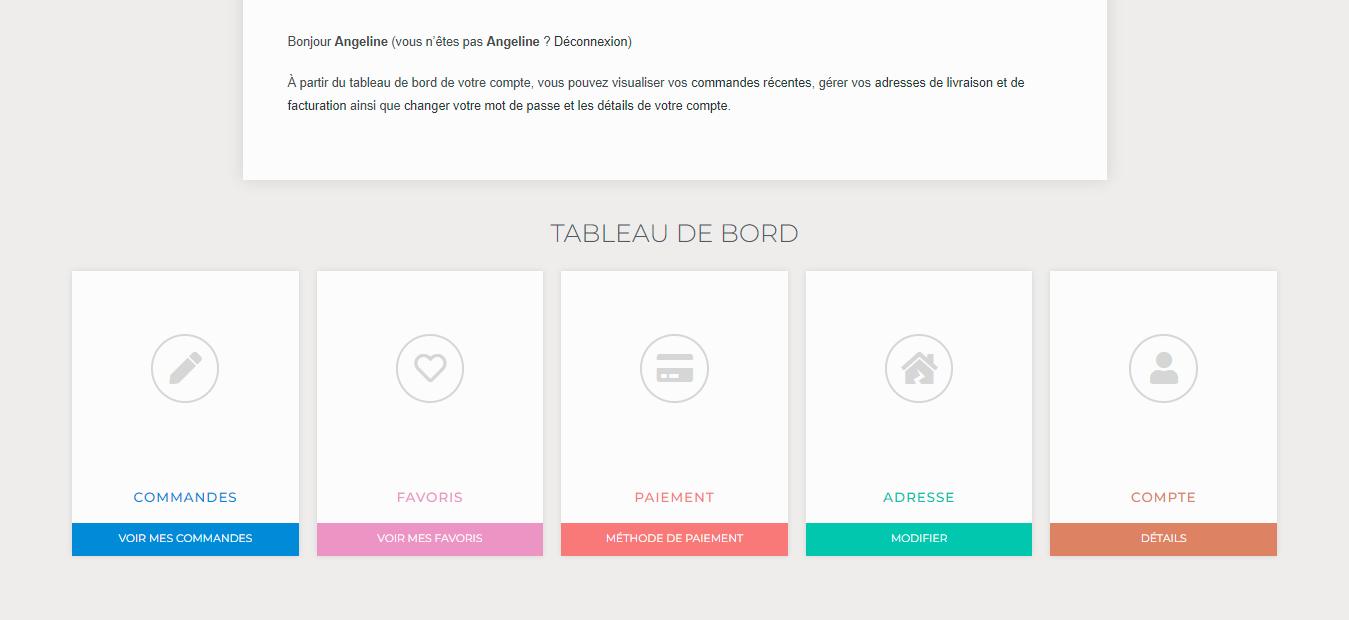 Bonjour Angeline (vous n'êtes pas Angeline ? Déconnexion)
À partir du tableau de bord de votre compte, vous pouvez visualiser vos commandes récentes, gérer vos adresses de livraison et de
facturation ainsi que changer votre mot de passe et les détails de votre compte.
TABLEAU DE BORD
COMMANDES
VOIR MES COMMANDES
FAVORIS
VOIR MES FAVORIS
PAIEMENT
MÉTHODE DE PAIEMENT
ADRESSE
MODIFIER
COMPTE
DÉTAILS